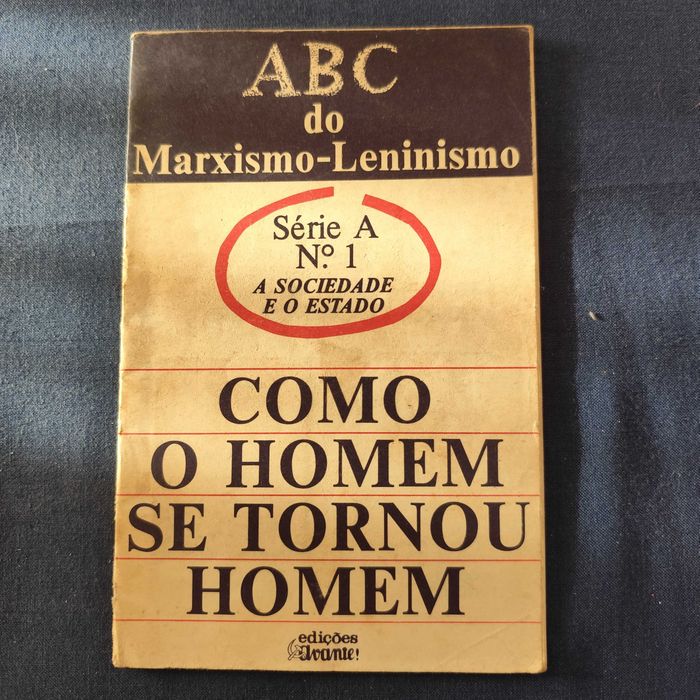 ABC
do
Marxismo-Leninismo
Série A
Nº 1
A SOCIEDADE
E O ESTADO
COMO
O HOMEM
SE TORNOU
HOMEM
edições
Avante!